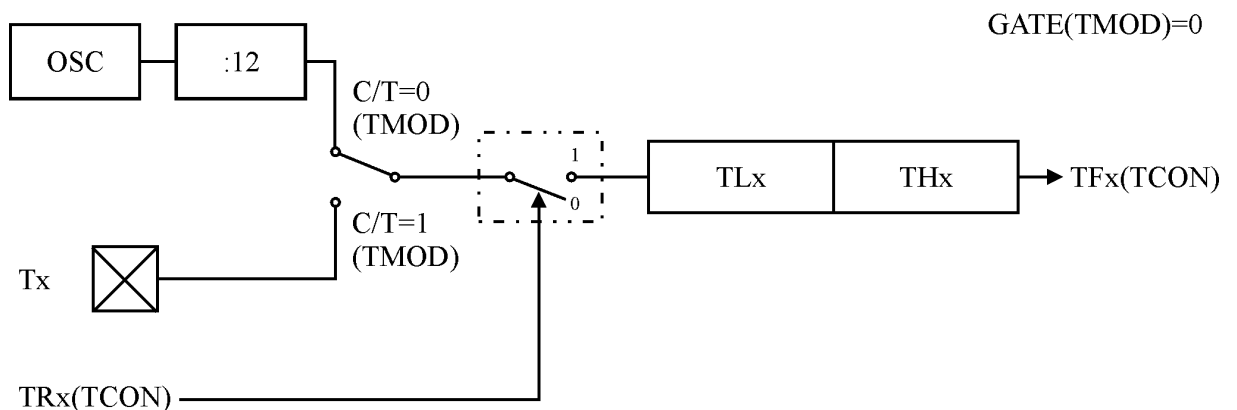 GATE(TMOD)=0
OSC
:12
C/T=0
(TMOD)
1
TLx
THx
TFx(TCON)
0
C/T=1
(TMOD)
Tx
TRx(TCON)